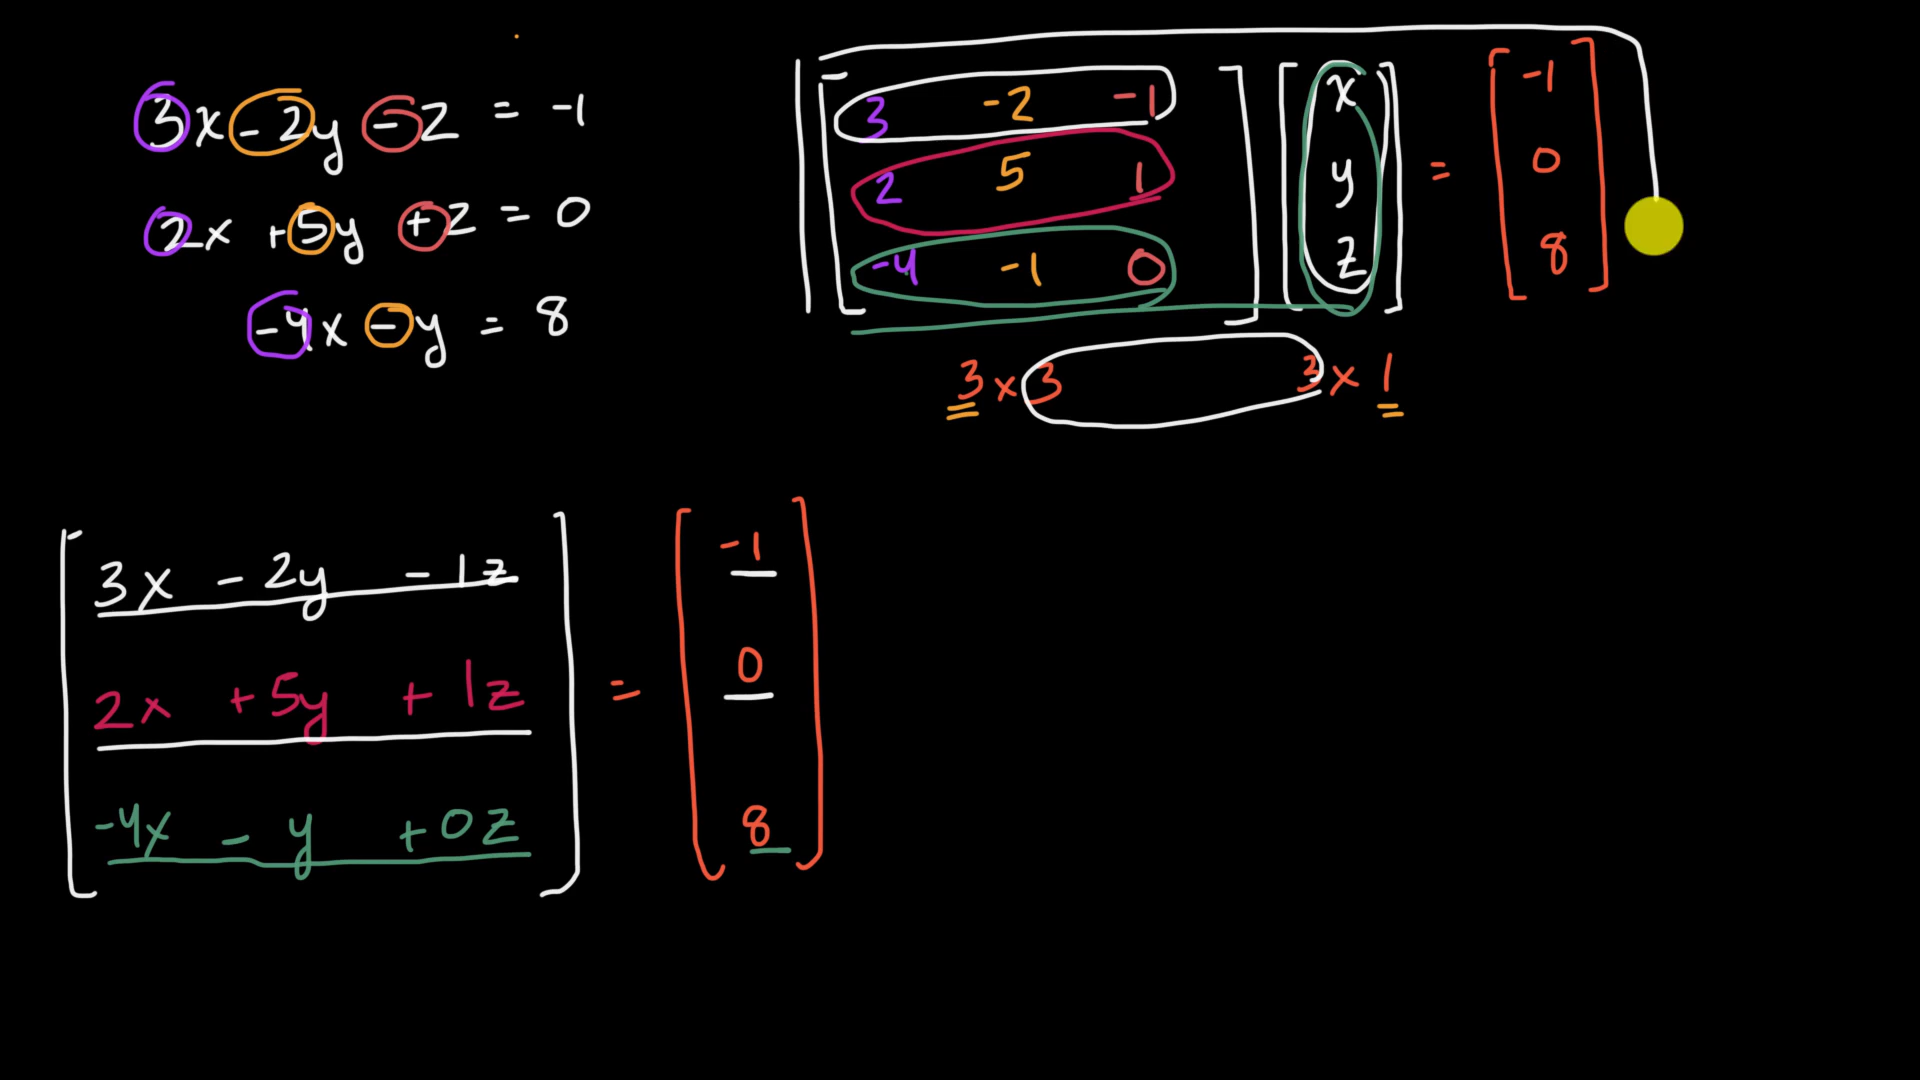 3x - 2y - z = -1
2x + 5y + z = 0
-4x - y = 8
[3 -2 -1] [x] = [-1]
[2 5 1] [y] [0]
[-4 -1 0] [z] [8]
3 x 3 3 x 1
[3x - 2y - 1z] = [-1]
[2x + 5y + 1z] [0]
[-4x - y + 0z] [8]